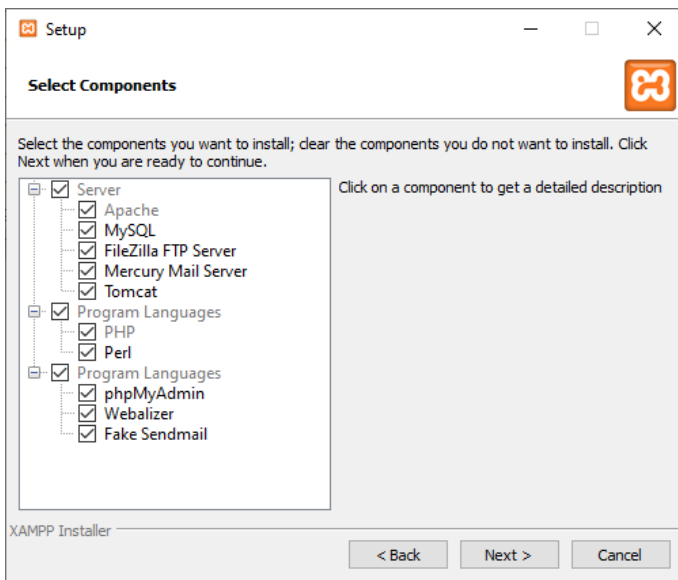 Setup
Select Components
Select the components you want to install; clear the components you do not want to install. Click
Next when you are ready to continue.
Server
Apache
MySQL
FileZilla FTP Server
Mercury Mail Server
Tomcat
Program Languages
PHP
Perl
Program Languages
phpMyAdmin
Webalizer
Fake Sendmail
Click on a component to get a detailed description
XAMPP Installer
< Back
Next >
Cancel